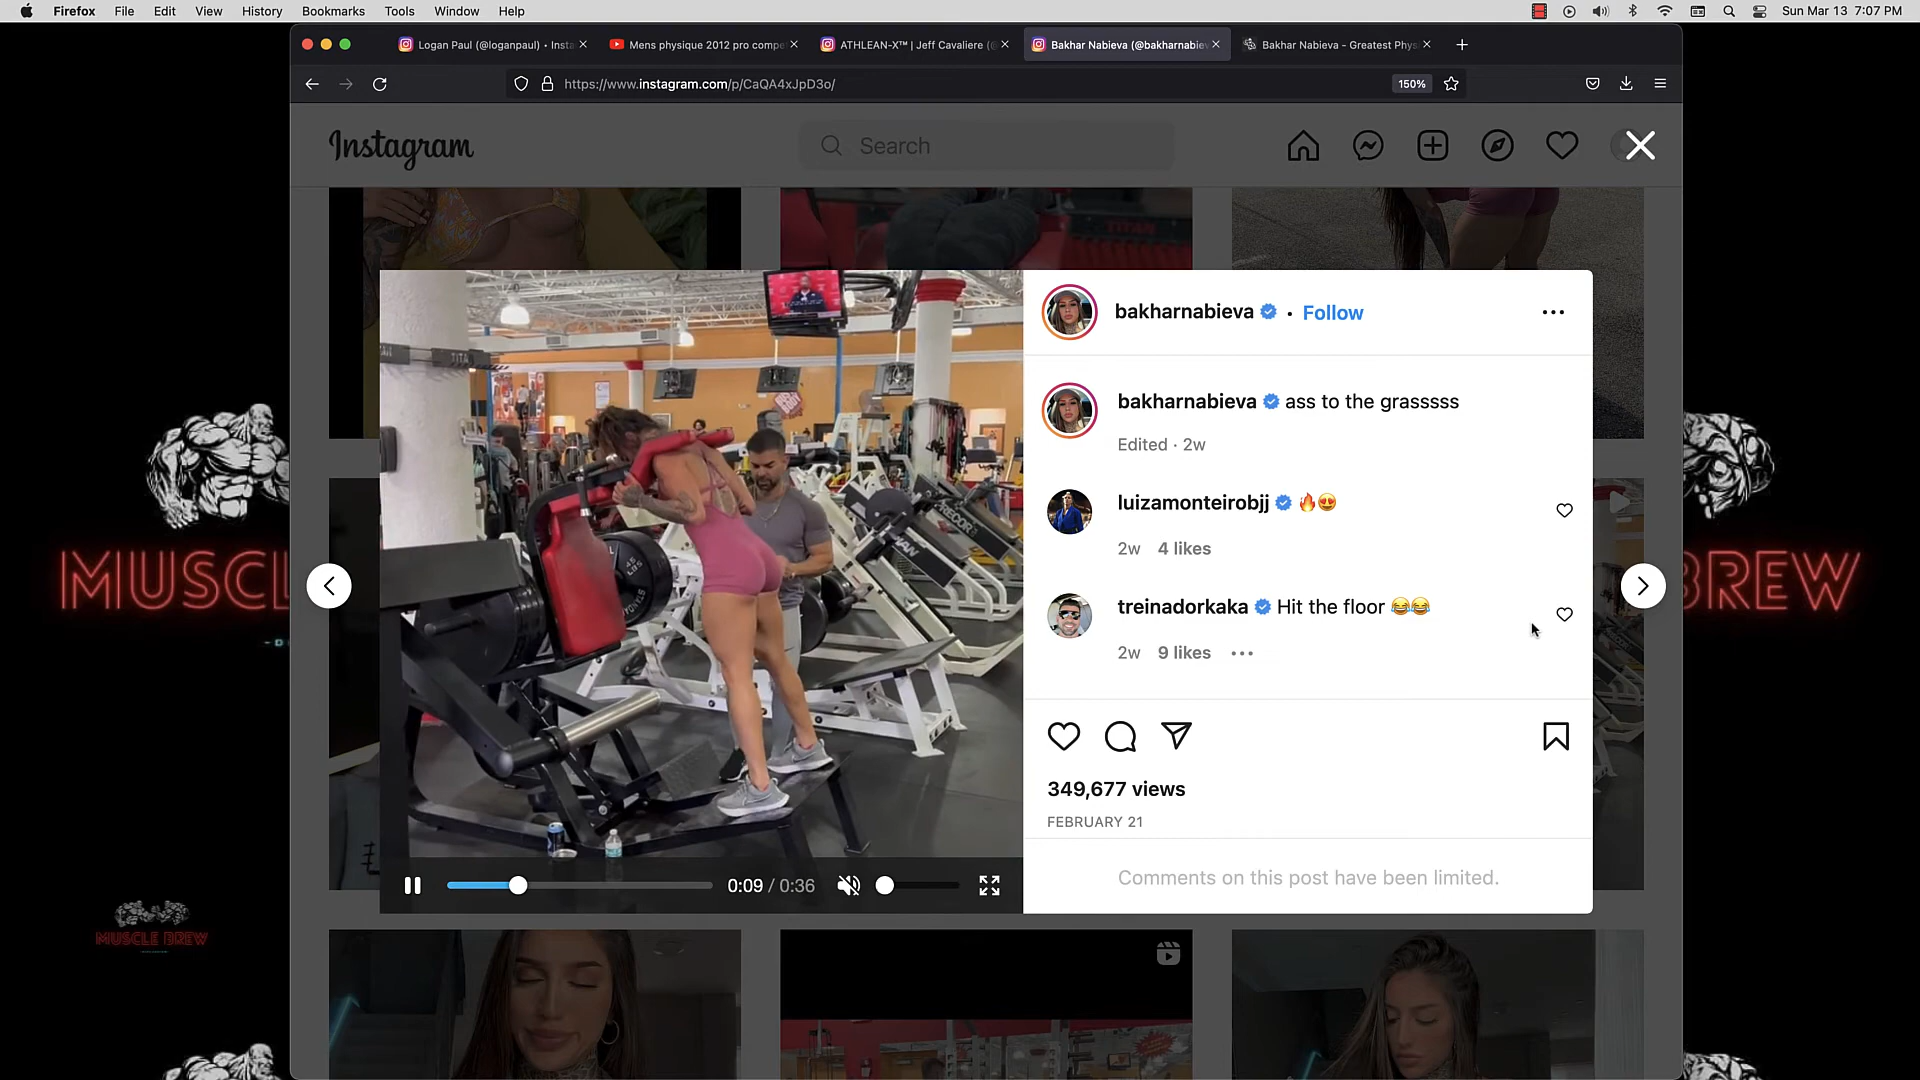 Firefox File Edit View History Bookmarks Tools Window Help Sun Mar 13 7:07 PM
Logan Paul (@loganpaul) • Insta
Mens physique 2012 pro compe
ATHLEAN-X™ | Jeff Cavaliere (@
Bakhar Nabieva (@bakharnabiev
Bakhar Nabieva - Greatest Phys
https://www.instagram.com/p/CaQA4xJpD3o/
150%
Instagram
Search
TITAN
bakharnabieva • Follow
bakharnabieva ass to the grasssss
Edited · 2w
luizamonteirobjj 🔥😍
2w 4 likes
treinadorkaka Hit the floor 😂😂
2w 9 likes
349,677 views
FEBRUARY 21
Comments on this post have been limited.
0:09 / 0:36
45 LBS
MUSCL
BREW
MUSCLE BREW